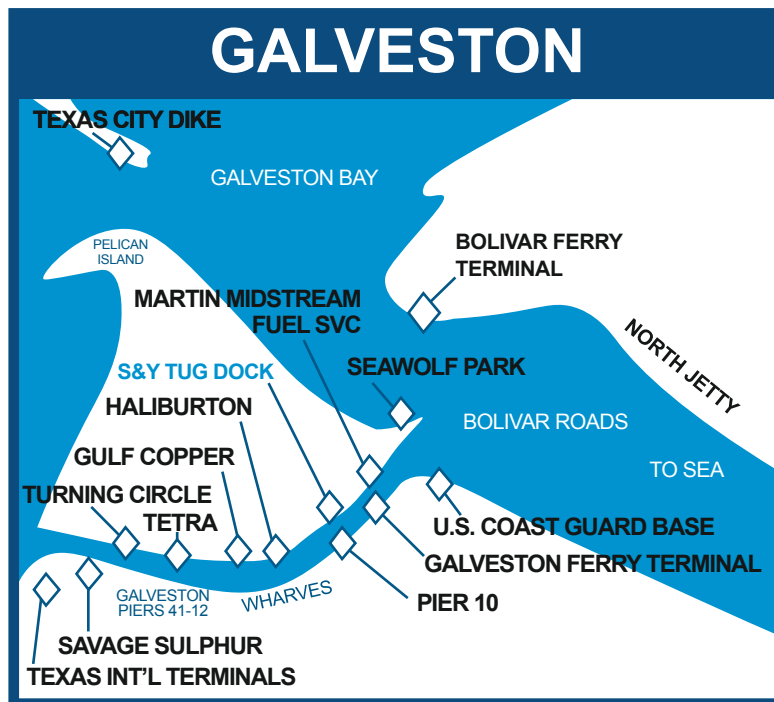 GALVESTON
TEXAS CITY DIKE
GALVESTON BAY
PELICAN
ISLAND
BOLIVAR FERRY
TERMINAL
MARTIN MIDSTREAM
FUEL SVC
NORTH JETTY
S&Y TUG DOCK
SEAWOLF PARK
HALIBURTON
BOLIVAR ROADS
GULF COPPER
TO SEA
TURNING CIRCLE
TETRA
U.S. COAST GUARD BASE
GALVESTON FERRY TERMINAL
GALVESTON
PIERS 41-12
WHARVES
PIER 10
SAVAGE SULPHUR
TEXAS INT'L TERMINALS